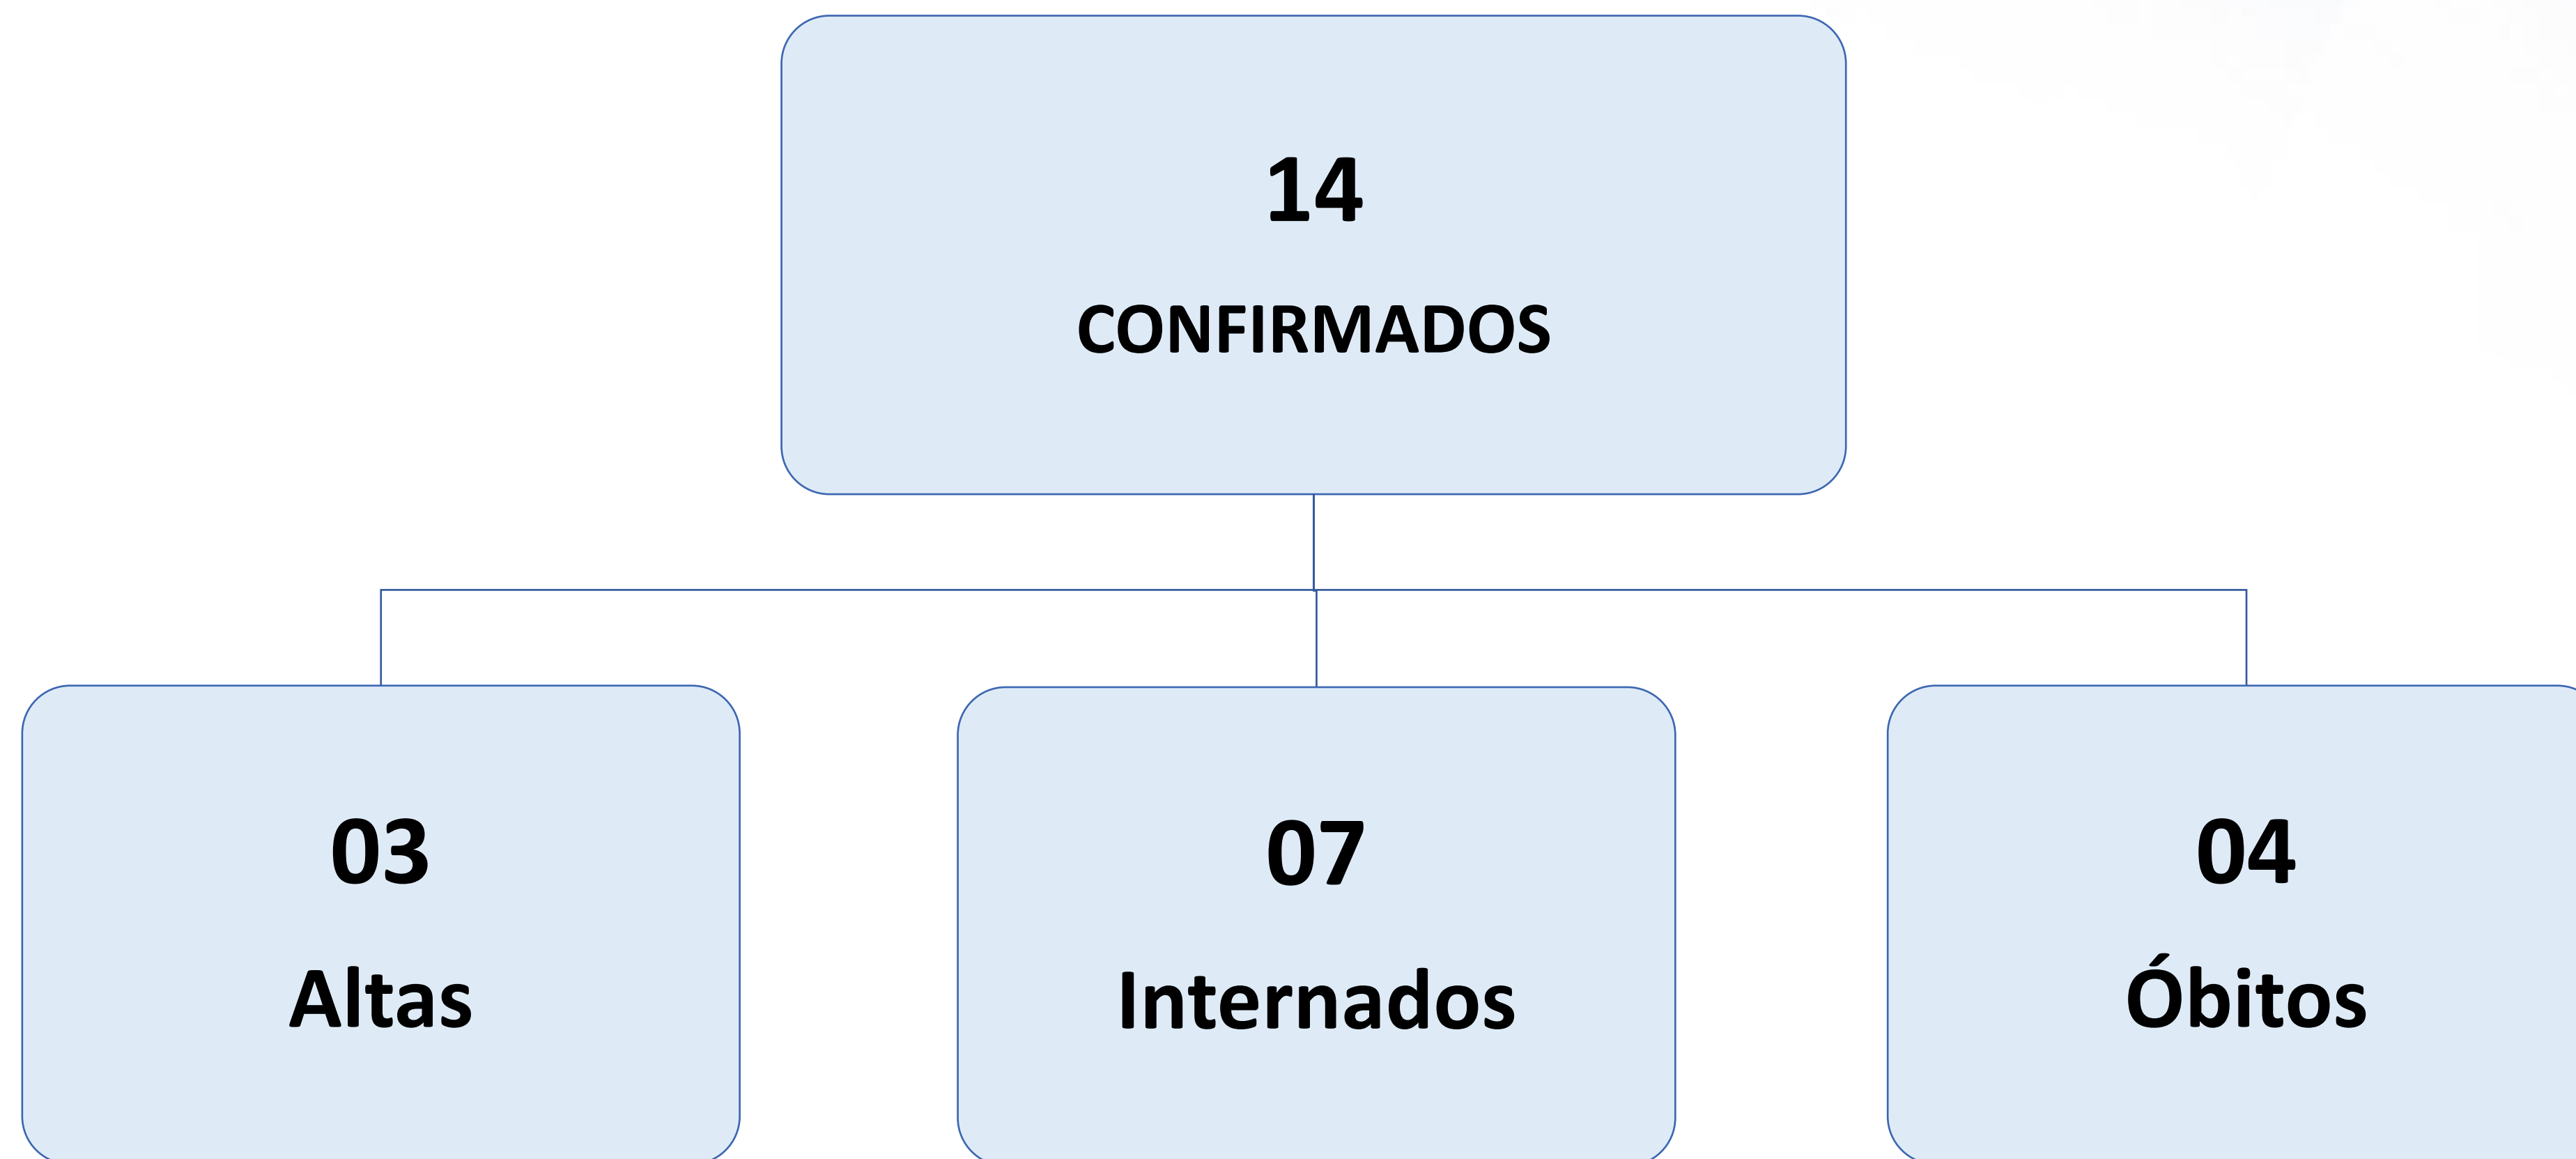 14
CONFIRMADOS
03
Altas
07
Internados
04
Óbitos